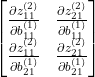 \begin{bmatrix} \frac{\partial z_{11}^{(2)}}{\partial b_{11}^{(1)}} & \frac{\partial z_{21}^{(2)}}{\partial b_{11}^{(1)}} \\ \frac{\partial z_{11}^{(2)}}{\partial b_{21}^{(1)}} & \frac{\partial z_{21}^{(2)}}{\partial b_{21}^{(1)}} \end{bmatrix}